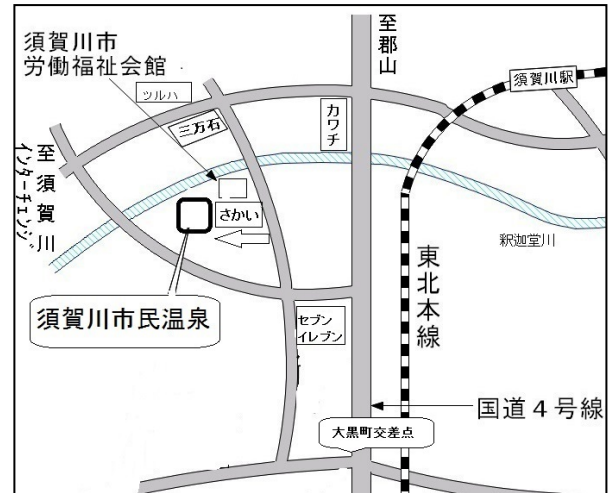 須賀川市
労働福祉会館
ツルハ
三万石
カワチ
至郡山
須賀川駅
至須賀川
インターチェンジ
さかい
釈迦堂川
須賀川市民温泉
セブン
イレブン
東北本線
国道４号線
大黒町交差点